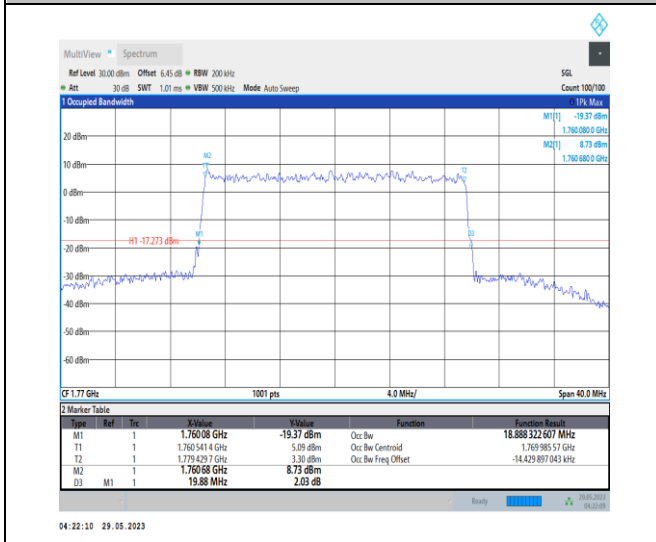 MultiView Spectrum
Ref Level 30.00 dBm Offset 6.45 dB RBW 200 kHz SGL
Att 30 dB SWT 1.01 ms VBW 500 kHz Mode Auto Sweep Count 100/100
1 Occupied Bandwidth 1Pk Max
M1[1] -19.37 dBm
1.760 080 0 GHz
M2[1] 8.73 dBm
1.760 680 0 GHz
20 dBm
M2
T1
T2
10 dBm
0 dBm
-10 dBm
M1
D3
H1 -17.273 dBm
-20 dBm
-30 dBm
-40 dBm
-50 dBm
-60 dBm
CF 1.77 GHz 1001 pts 4.0 MHz/ Span 40.0 MHz
2 Marker Table
Type Ref Trc X-Value Y-Value Function Function Result
M1 1 1.76008 GHz -19.37 dBm Occ Bw 18.888 322 607 MHz
T1 1 1.760 541 4 GHz 5.09 dBm Occ Bw Centroid 1.769 985 57 GHz
T2 1 1.779 429 7 GHz 3.30 dBm Occ Bw Freq Offset -14.429 897 043 kHz
M2 1 1.76068 GHz 8.73 dBm
D3 M1 1 19.88 MHz 2.03 dB
Ready 29.05.2023
04:22:09
04:22:10 29.05.2023